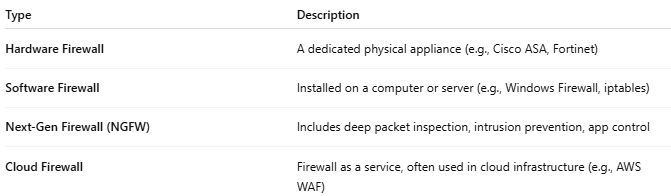 Type Description
Hardware Firewall A dedicated physical appliance (e.g., Cisco ASA, Fortinet)
Software Firewall Installed on a computer or server (e.g., Windows Firewall, iptables)
Next-Gen Firewall (NGFW) Includes deep packet inspection, intrusion prevention, app control
Cloud Firewall Firewall as a service, often used in cloud infrastructure (e.g., AWS
WAF)